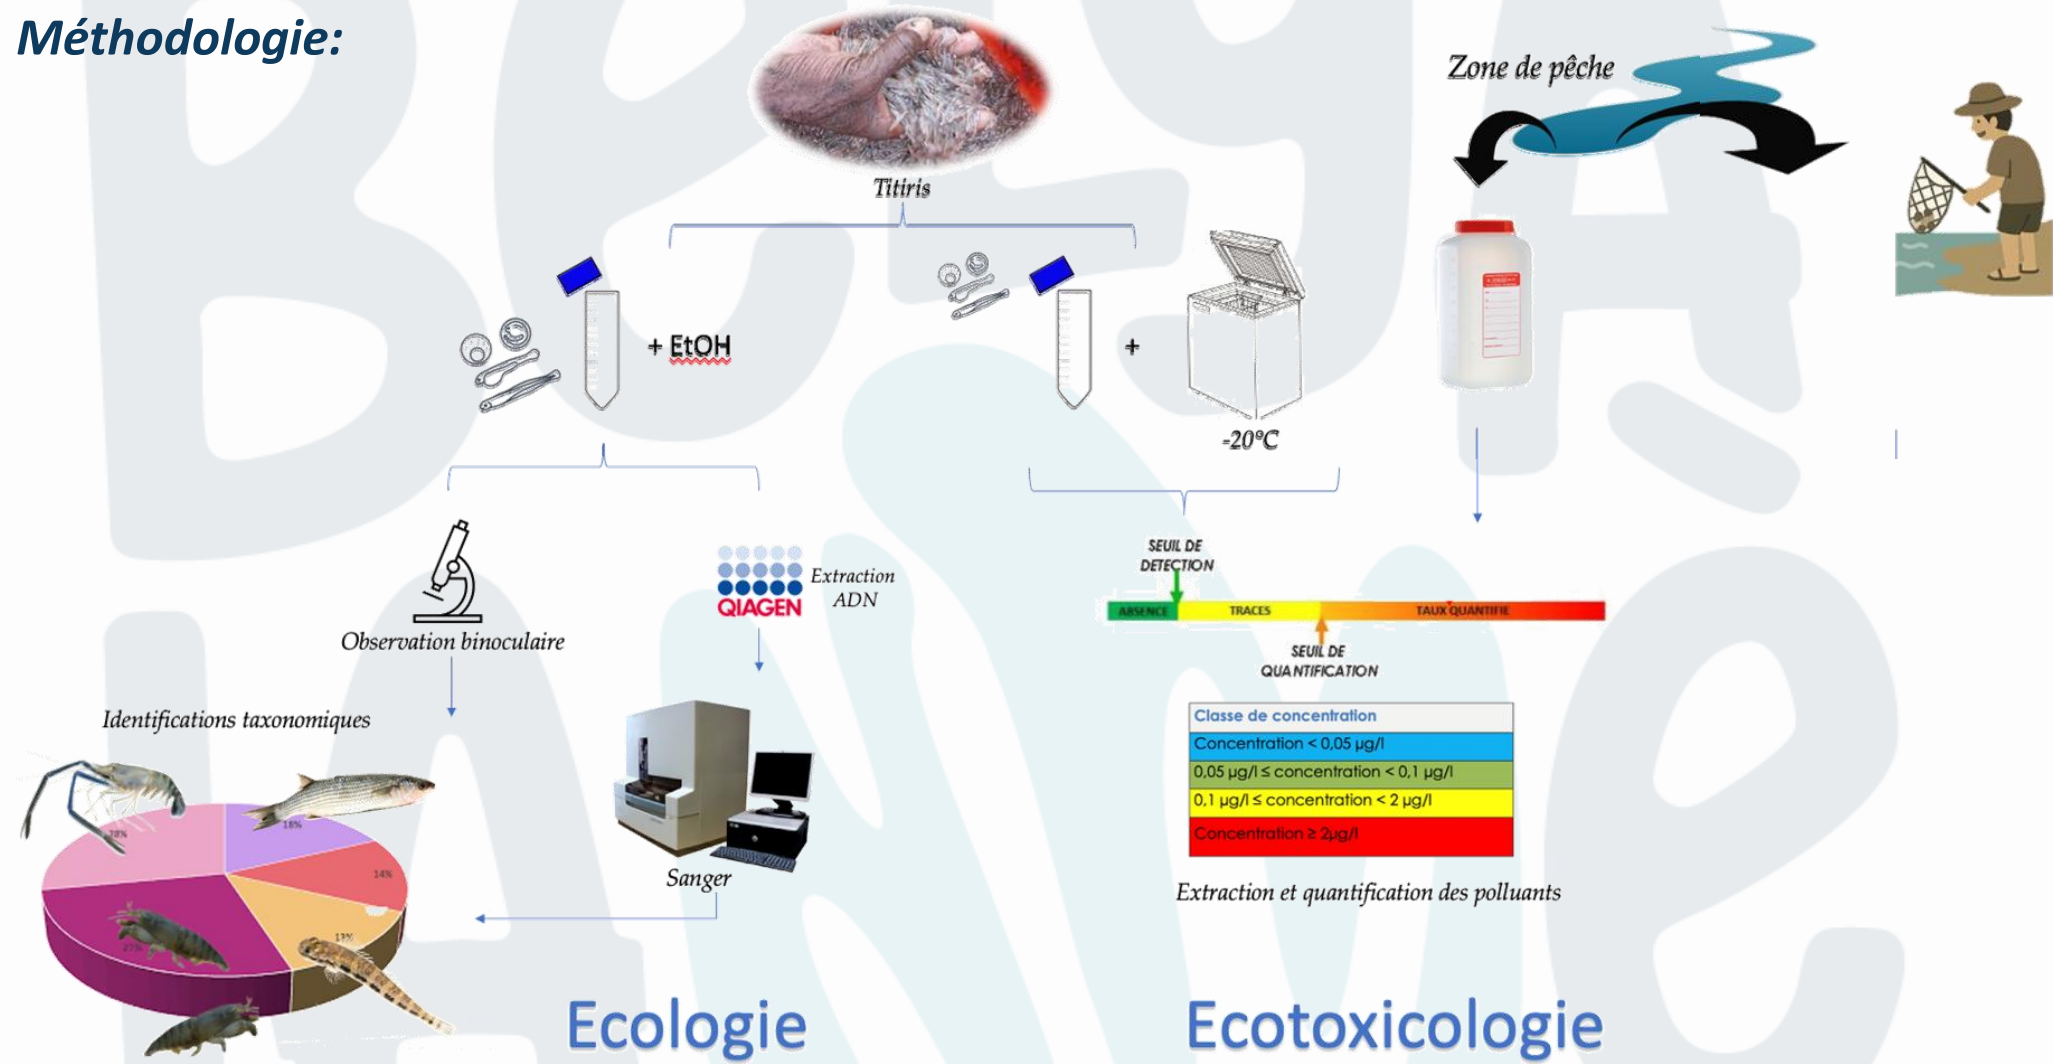 Méthodologie:
Titiris
Zone de pêche
+ EtOH
+
-20°C
Observation binoculaire
QIAGEN
Extraction
ADN
Identifications taxonomiques
28%
18%
14%
13%
27%
Sanger
Ecologie
SEUIL DE
DETECTION
ABSENCE
TRACES
TAUX QUANTIFIE
SEUIL DE
QUANTIFICATION
Classe de concentration
Concentration < 0,05 µg/l
0,05 µg/l ≤ concentration < 0,1 µg/l
0,1 µg/l ≤ concentration < 2 µg/l
Concentration ≥ 2µg/l
Extraction et quantification des polluants
Ecotoxicologie